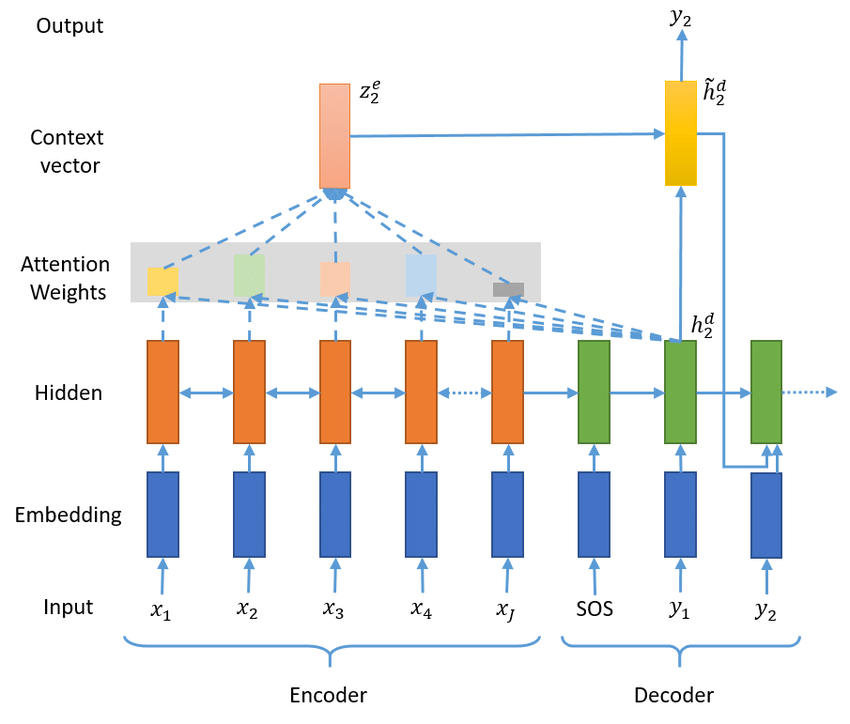 Output
y₂
Context
vector
z₂ᵉ
h̃₂ᵈ
Attention
Weights
h₂ᵈ
Hidden
Embedding
Input
x₁ x₂ x₃ x₄ x_J SOS y₁ y₂
Encoder Decoder